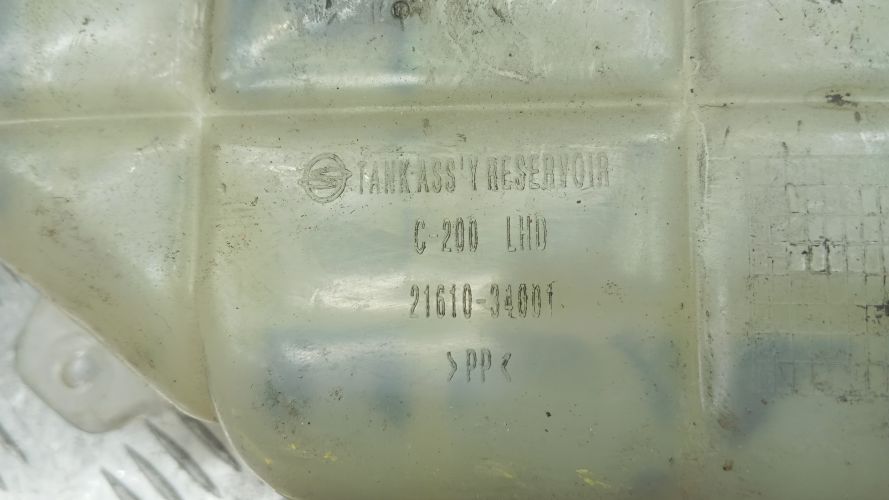 TANK ASS'Y RESERVOIR
C-200 LHD
21610-34001
>PP<